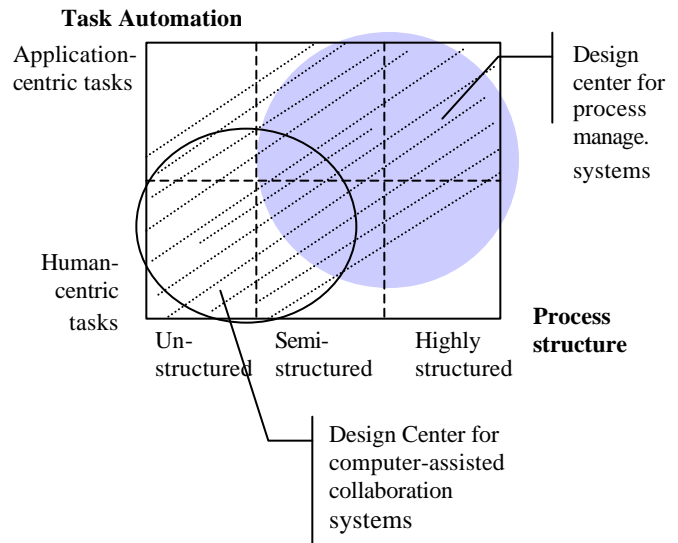 Task Automation
Application-
centric tasks
Design
center for
process
manage.
systems
Human-
centric
tasks
Process
structure
Un-
structured
Semi-
structured
Highly
structured
Design Center for
computer-assisted
collaboration
systems